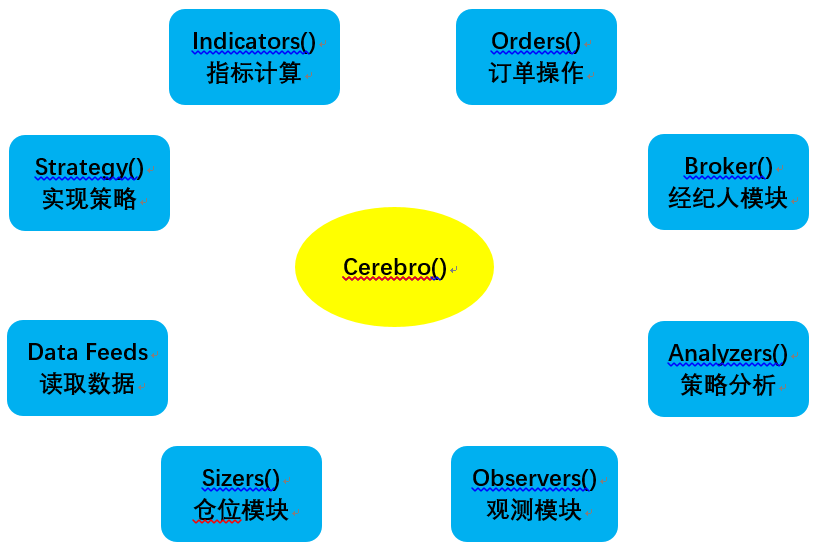 Indicators()
指标计算
Orders()
订单操作
Strategy()
实现策略
Broker()
经纪人模块
Cerebro()
Data Feeds
读取数据
Analyzers()
策略分析
Sizers()
仓位模块
Observers()
观测模块